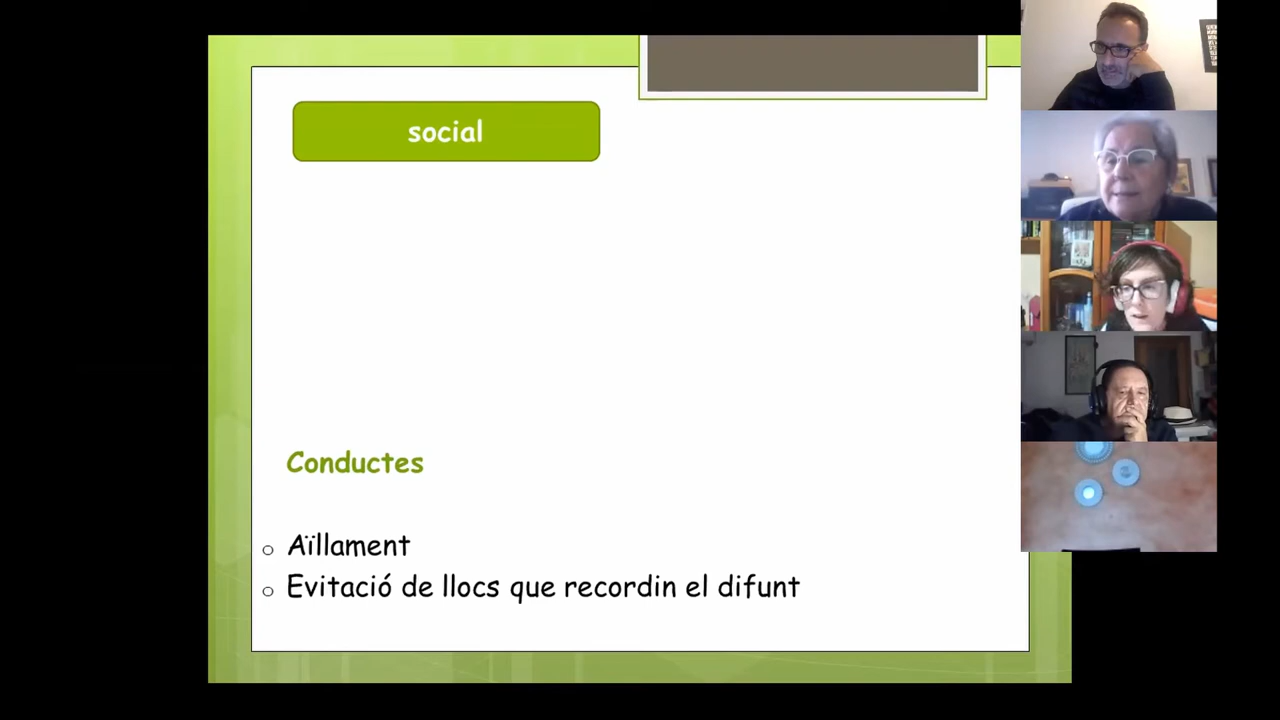 social
Conductes
Aïllament
Evitació de llocs que recordin el difunt